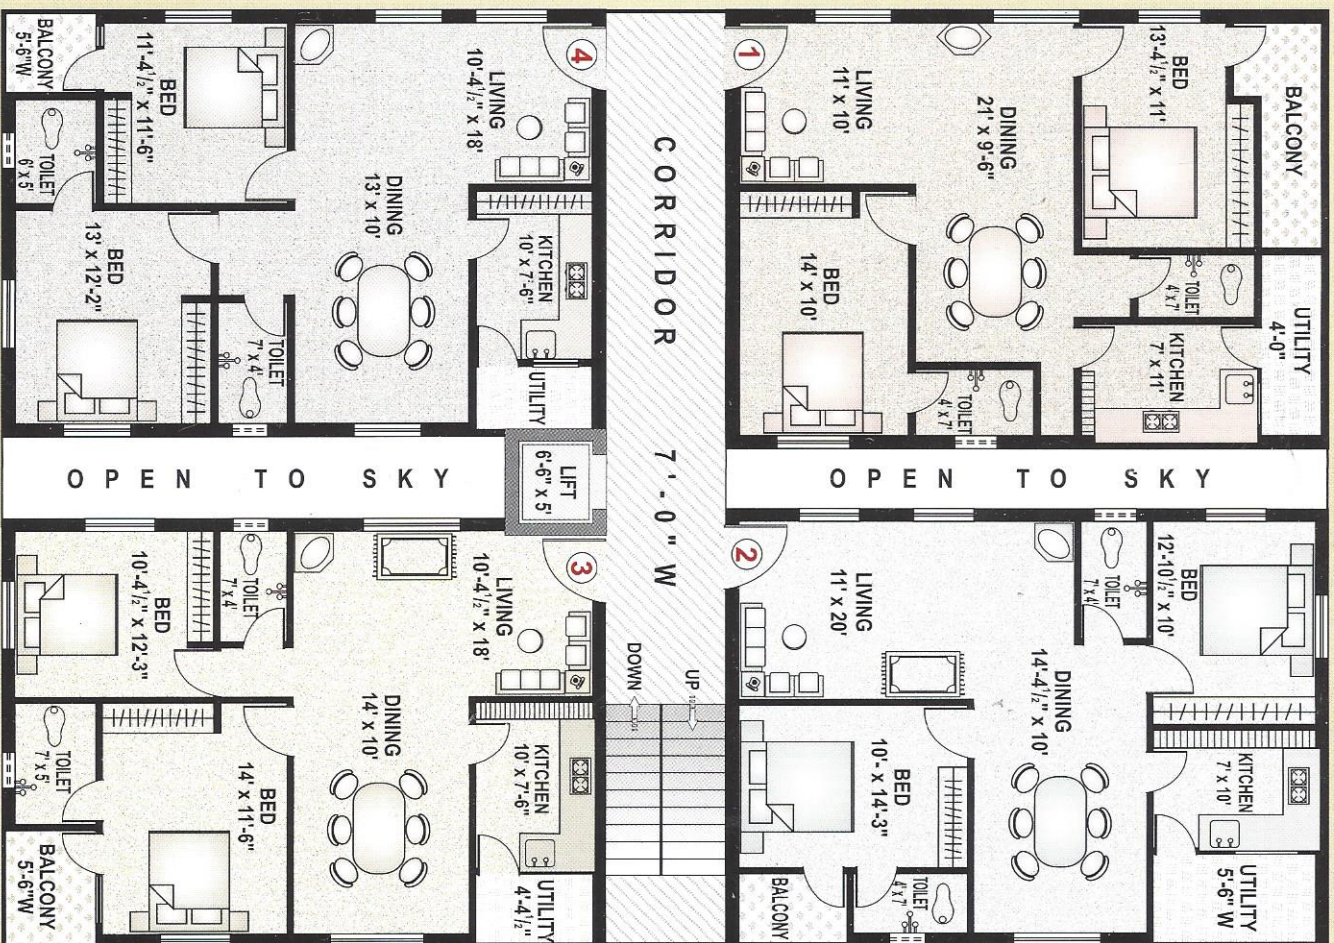 BALCONY
5'-6"W
BED
11'-4½" x 11'-6"
TOILET
6' x 5'
BED
13' x 12'-2"
TOILET
7' x 4'
DINING
13' x 10'
LIVING
10'-4½" x 18'
4
KITCHEN
10' x 7'-6"
UTILITY
1
LIVING
11' x 10'
DINING
21' x 9'-6"
BED
13'-4½" x 11'
BALCONY
BED
14' x 10'
TOILET
4' x 7'
TOILET
4' x 7'
KITCHEN
7' x 11'
UTILITY
4'-0"
CORRIDOR 7'-0" W
OPEN TO SKY
LIFT
6'-6" x 5'
OPEN TO SKY
BED
10'-4½" x 12'-3"
TOILET
7' x 4'
LIVING
10'-4½" x 18'
3
DINING
14' x 10'
KITCHEN
10' x 7'-6"
UTILITY
4'-4½"
TOILET
7' x 5'
BED
14' x 11'-6"
BALCONY
5'-6"W
DOWN
UP
2
LIVING
11' x 20'
TOILET
7' x 4'
BED
12'-10½" x 10'
DINING
14'-4½" x 10'
BED
10'- x 14'-3"
KITCHEN
7' x 10'
UTILITY
5'-6" W
TOILET
4' x 7'
BALCONY